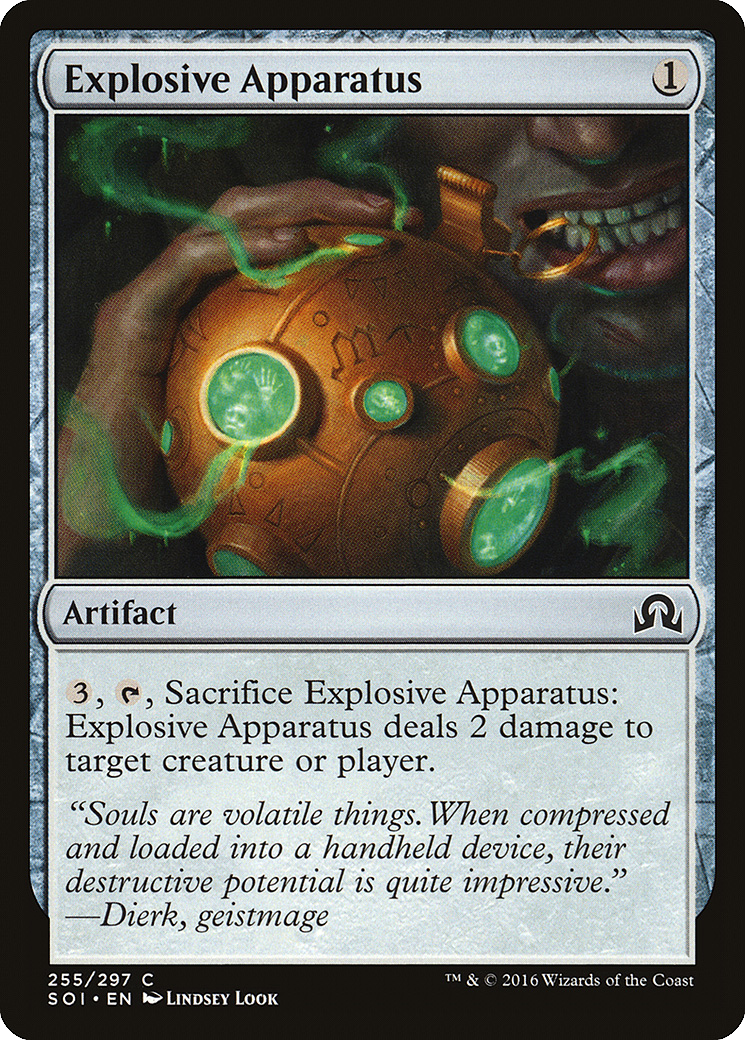 Explosive Apparatus 1
Artifact
3, , Sacrifice Explosive Apparatus:
Explosive Apparatus deals 2 damage to
target creature or player.
“Souls are volatile things. When compressed
and loaded into a handheld device, their
destructive potential is quite impressive.”
—Dierk, geistmage
255/297 C
™ & © 2016 Wizards of the Coast
SOI • EN Lindsey Look